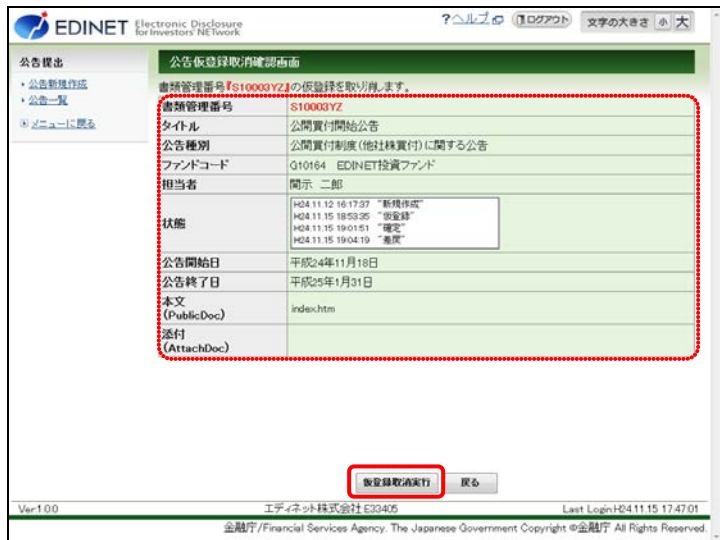 EDINET Electronic Disclosure for Investors' NETwork
?ヘルプ ログアウト 文字の大きさ 小 大
公告提出
公告新規作成
公告一覧
メニューに戻る
公告仮登録取消確認画面
書類管理番号『S10003YZ』の仮登録を取り消します。
書類管理番号 S10003YZ
タイトル 公開買付開始公告
公告種別 公開買付制度(他社株買付)に関する公告
ファンドコード G10164 EDINET投資ファンド
担当者 開示 二郎
状態
H24.11.12 16:17:37 "新規作成"
H24.11.15 18:53:35 "仮登録"
H24.11.15 19:01:51 "確定"
H24.11.15 19:04:19 "差戻"
公告開始日 平成24年11月18日
公告終了日 平成25年1月31日
本文
(PublicDoc) index.htm
添付
(AttachDoc)
仮登録取消実行 戻る
Ver1.00 エディネット株式会社 E33405 Last Login:H24.11.15 17:47:01
金融庁/Financial Services Agency. The Japanese Government Copyright ©金融庁 All Rights Reserved.